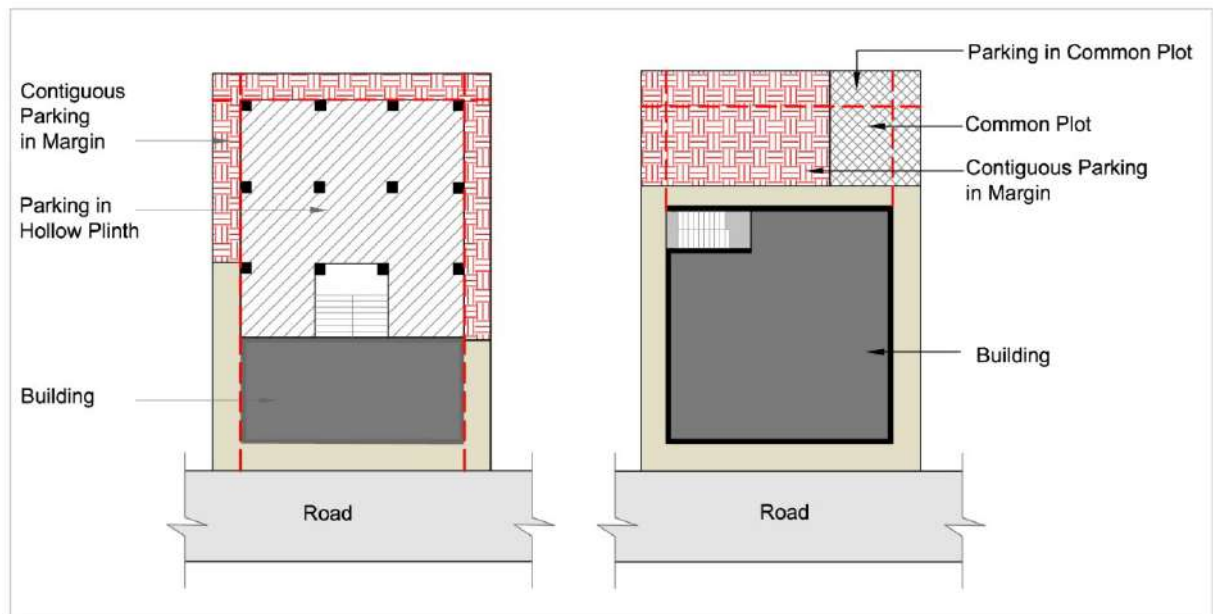 Contiguous
Parking
in Margin
Parking in
Hollow Plinth
Building
Road
Parking in Common Plot
Common Plot
Contiguous Parking
in Margin
Building
Road